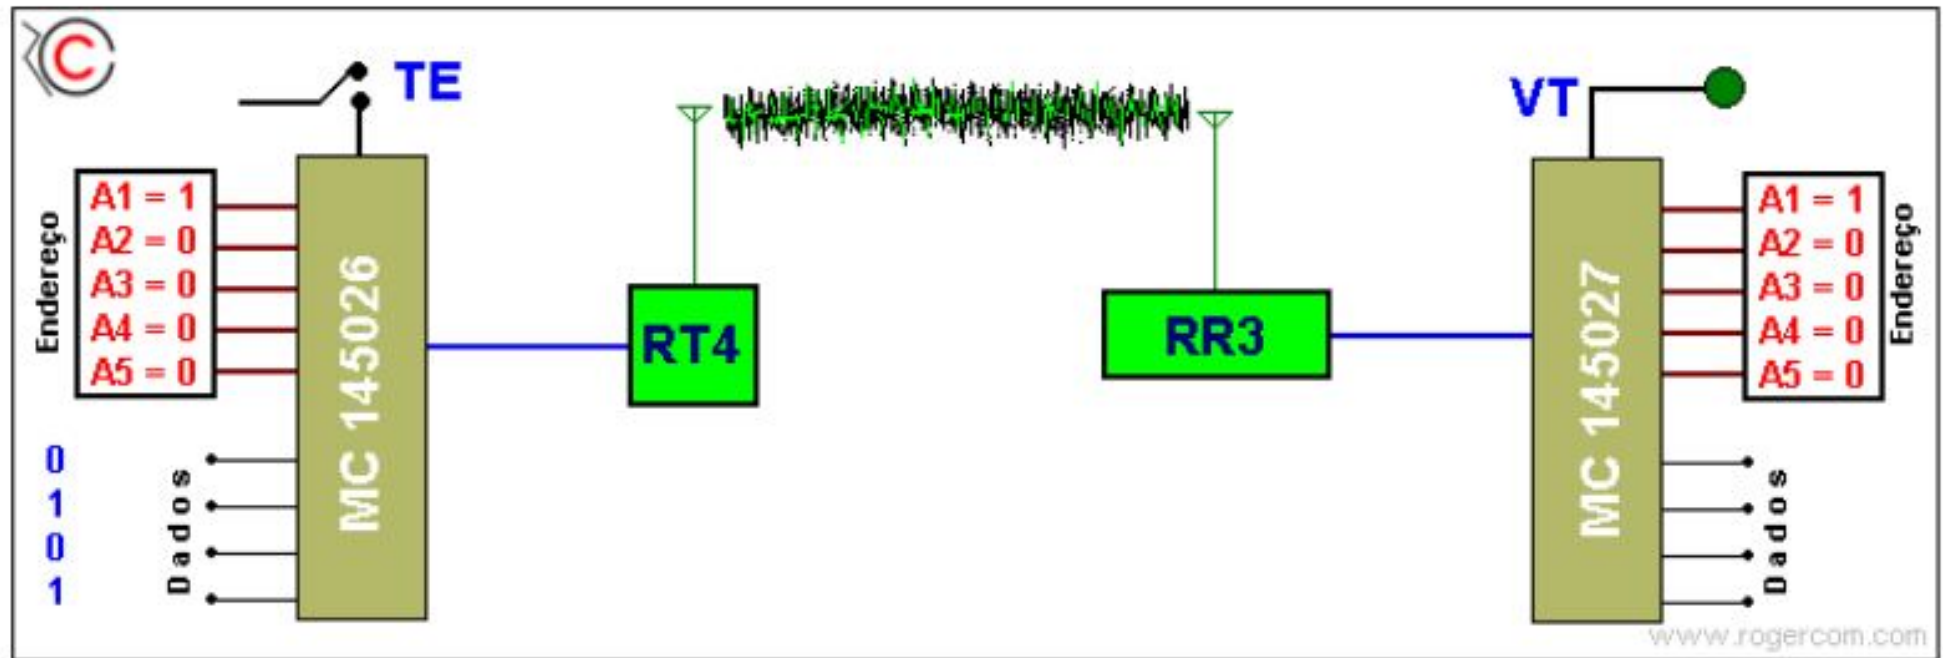 C
TE
VT
Endereço
A1 = 1
A2 = 0
A3 = 0
A4 = 0
A5 = 0
MC 145026
RT4
RR3
MC 145027
A1 = 1
A2 = 0
A3 = 0
A4 = 0
A5 = 0
Endereço
0
1
0
1
Dados
Dados
www.rogercom.com